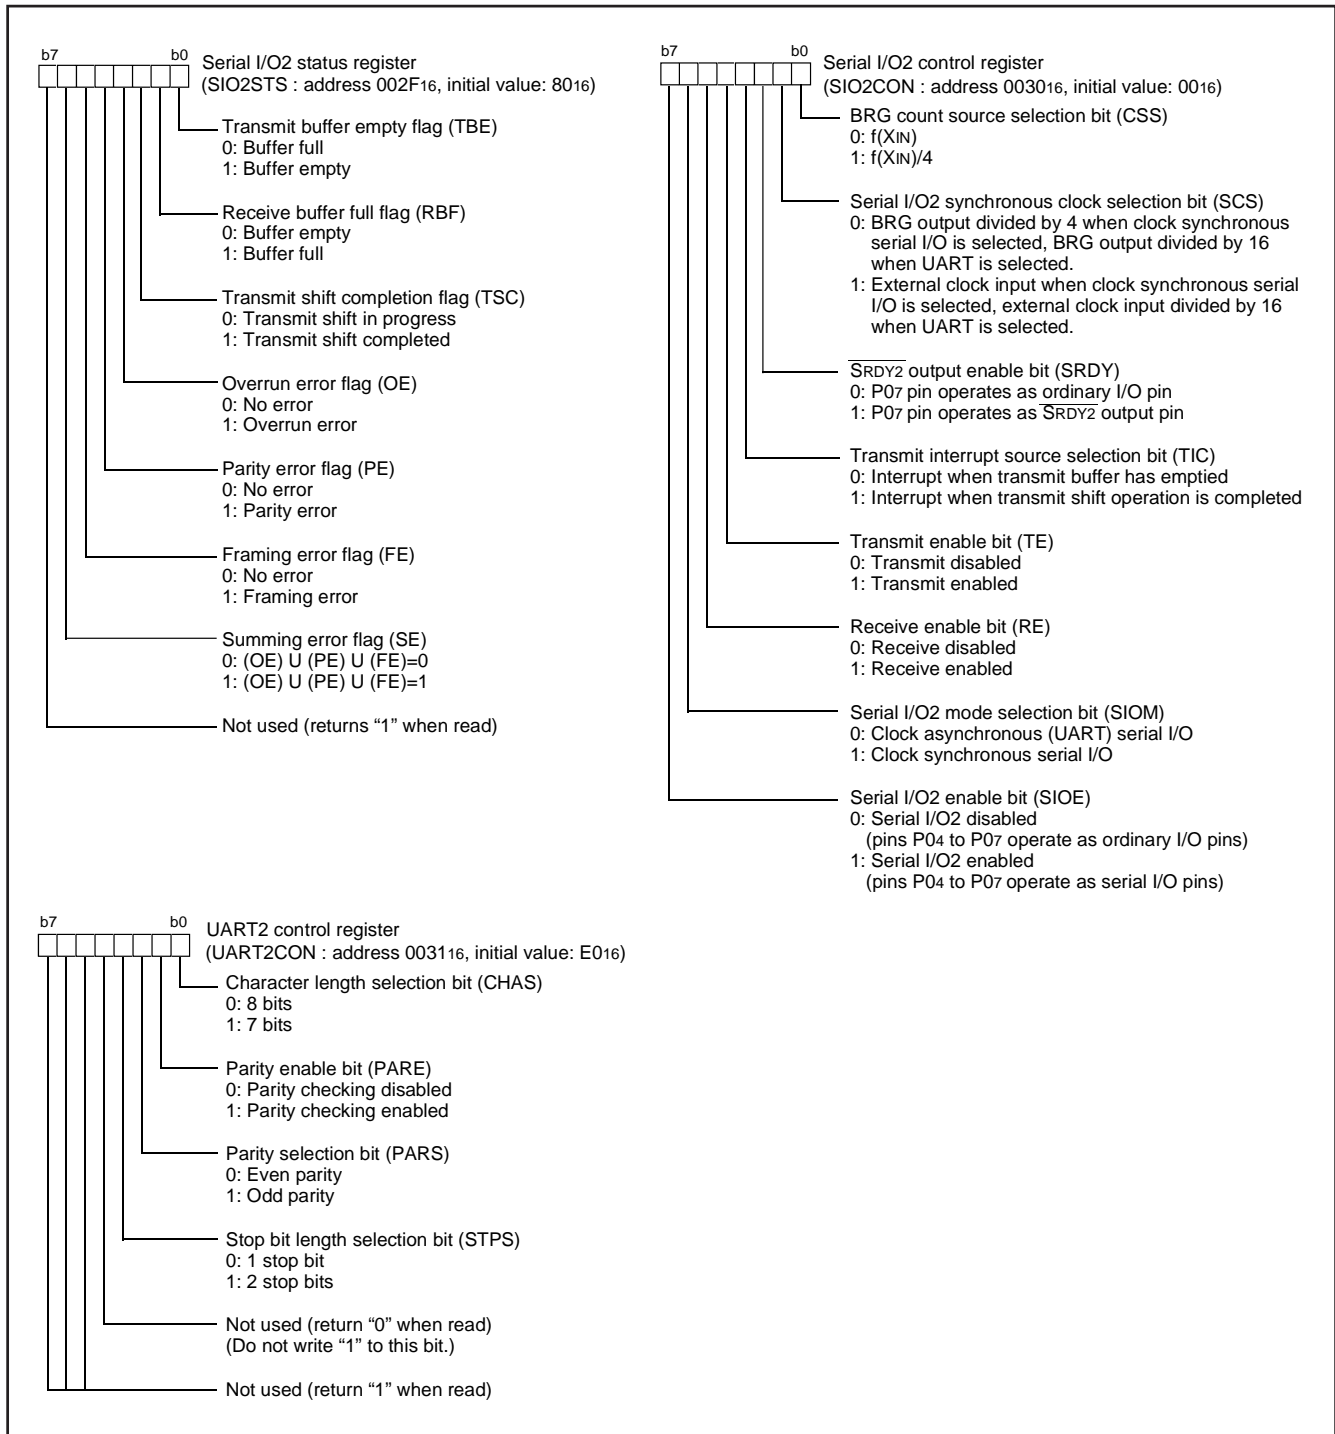 b7 b0
Serial I/O2 status register
(SIO2STS : address 002F16, initial value: 8016)
Transmit buffer empty flag (TBE)
0: Buffer full
1: Buffer empty
Receive buffer full flag (RBF)
0: Buffer empty
1: Buffer full
Transmit shift completion flag (TSC)
0: Transmit shift in progress
1: Transmit shift completed
Overrun error flag (OE)
0: No error
1: Overrun error
Parity error flag (PE)
0: No error
1: Parity error
Framing error flag (FE)
0: No error
1: Framing error
Summing error flag (SE)
0: (OE) U (PE) U (FE)=0
1: (OE) U (PE) U (FE)=1
Not used (returns “1” when read)
b7 b0
Serial I/O2 control register
(SIO2CON : address 003016, initial value: 0016)
BRG count source selection bit (CSS)
0: f(XIN)
1: f(XIN)/4
Serial I/O2 synchronous clock selection bit (SCS)
0: BRG output divided by 4 when clock synchronous
serial I/O is selected, BRG output divided by 16
when UART is selected.
1: External clock input when clock synchronous serial
I/O is selected, external clock input divided by 16
when UART is selected.
SRDY2 output enable bit (SRDY)
0: P07 pin operates as ordinary I/O pin
1: P07 pin operates as SRDY2 output pin
Transmit interrupt source selection bit (TIC)
0: Interrupt when transmit buffer has emptied
1: Interrupt when transmit shift operation is completed
Transmit enable bit (TE)
0: Transmit disabled
1: Transmit enabled
Receive enable bit (RE)
0: Receive disabled
1: Receive enabled
Serial I/O2 mode selection bit (SIOM)
0: Clock asynchronous (UART) serial I/O
1: Clock synchronous serial I/O
Serial I/O2 enable bit (SIOE)
0: Serial I/O2 disabled
(pins P04 to P07 operate as ordinary I/O pins)
1: Serial I/O2 enabled
(pins P04 to P07 operate as serial I/O pins)
b7 b0
UART2 control register
(UART2CON : address 003116, initial value: E016)
Character length selection bit (CHAS)
0: 8 bits
1: 7 bits
Parity enable bit (PARE)
0: Parity checking disabled
1: Parity checking enabled
Parity selection bit (PARS)
0: Even parity
1: Odd parity
Stop bit length selection bit (STPS)
0: 1 stop bit
1: 2 stop bits
Not used (return “0” when read)
(Do not write “1” to this bit.)
Not used (return “1” when read)